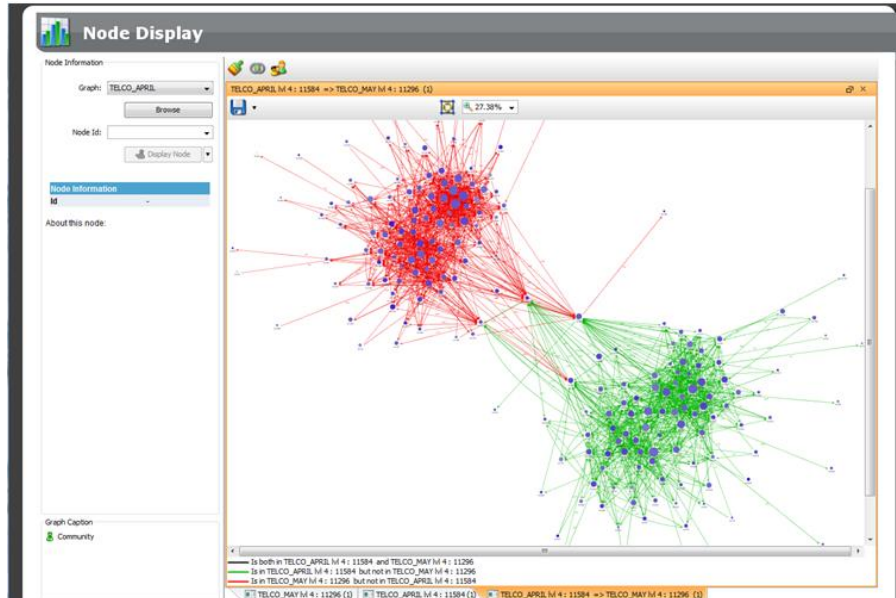 Node Display
Node Information
Graph: TELCO_APRIL
Browse
Node Id:
Display Node
Node Information
Id -
About this node:
Graph Caption
Community
TELCO_APRIL lvl 4 : 11584 => TELCO_MAY lvl 4 : 11296 (1)
27.38%
Is both in TELCO_APRIL lvl 4 : 11584 and TELCO_MAY lvl 4 : 11296
Is in TELCO_APRIL lvl 4 : 11584 but not in TELCO_MAY lvl 4 : 11296
Is in TELCO_MAY lvl 4 : 11296 but not in TELCO_APRIL lvl 4 : 11584
TELCO_MAY lvl 4 : 11296 (1) TELCO_APRIL lvl 4 : 11584 (1) TELCO_APRIL lvl 4 : 11584 => TELCO_MAY lvl 4 : 11296 (1)